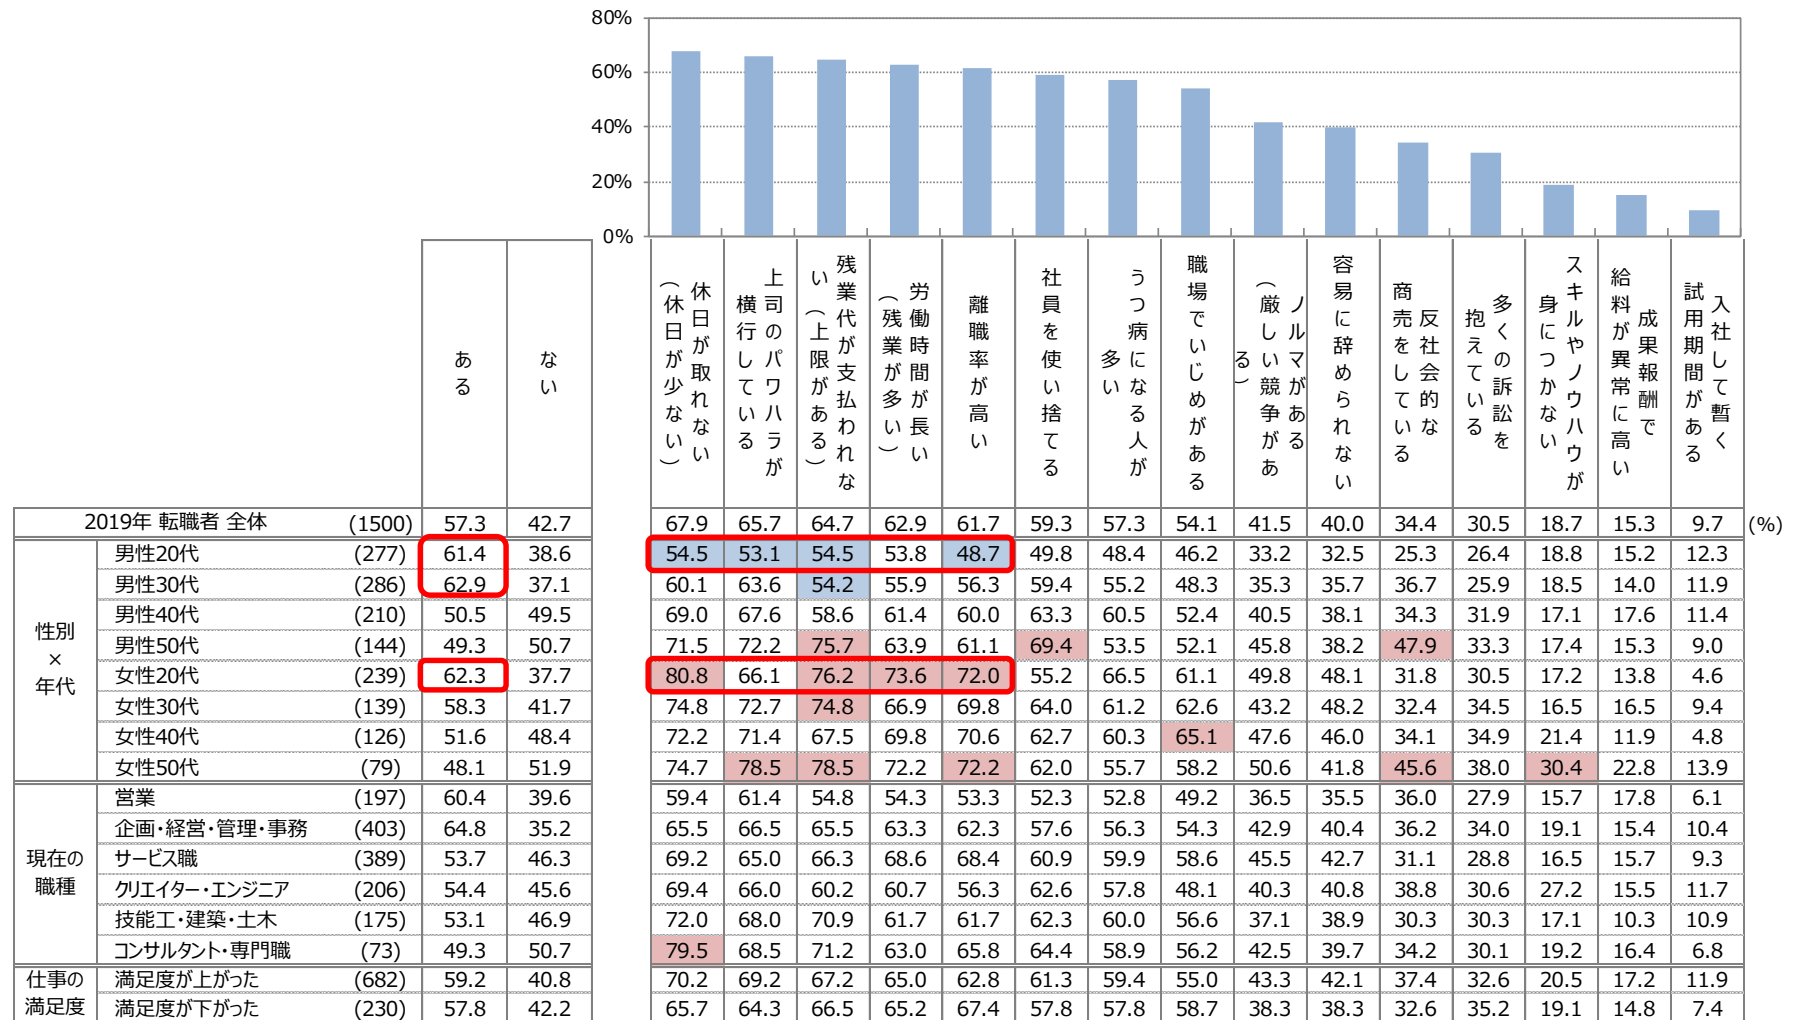 80%
60%
40%
20%
0%
ある
ない
休日が取れない
(休日が少ない)
上司のパワハラが
横行している
残業代が支払われな
い(上限がある)
労働時間が長い
(残業が多い)
離職率が高い
社員を使い捨てる
うつ病になる人が
多い
職場でいじめがある
ノルマがある
(厳しい競争があ
る)
容易に辞められない
反社会的な
商売をしている
多くの訴訟を
抱えている
スキルやノウハウが
身につかない
成果報酬で
給料が異常に高い
入社して暫く
試用期間がある
2019年 転職者 全体 (1500) 57.3 42.7 67.9 65.7 64.7 62.9 61.7 59.3 57.3 54.1 41.5 40.0 34.4 30.5 18.7 15.3 9.7 (%)
性別
×
年代
男性20代 (277) 61.4 38.6 54.5 53.1 54.5 53.8 48.7 49.8 48.4 46.2 33.2 32.5 25.3 26.4 18.8 15.2 12.3
男性30代 (286) 62.9 37.1 60.1 63.6 54.2 55.9 56.3 59.4 55.2 48.3 35.3 35.7 36.7 25.9 18.5 14.0 11.9
男性40代 (210) 50.5 49.5 69.0 67.6 58.6 61.4 60.0 63.3 60.5 52.4 40.5 38.1 34.3 31.9 17.1 17.6 11.4
男性50代 (144) 49.3 50.7 71.5 72.2 75.7 63.9 61.1 69.4 53.5 52.1 45.8 38.2 47.9 33.3 17.4 15.3 9.0
女性20代 (239) 62.3 37.7 80.8 66.1 76.2 73.6 72.0 55.2 66.5 61.1 49.8 48.1 31.8 30.5 17.2 13.8 4.6
女性30代 (139) 58.3 41.7 74.8 72.7 74.8 66.9 69.8 64.0 61.2 62.6 43.2 48.2 32.4 34.5 16.5 16.5 9.4
女性40代 (126) 51.6 48.4 72.2 71.4 67.5 69.8 70.6 62.7 60.3 65.1 47.6 46.0 34.1 34.9 21.4 11.9 4.8
女性50代 (79) 48.1 51.9 74.7 78.5 78.5 72.2 72.2 62.0 55.7 58.2 50.6 41.8 45.6 38.0 30.4 22.8 13.9
現在の
職種
営業 (197) 60.4 39.6 59.4 61.4 54.8 54.3 53.3 52.3 52.8 49.2 36.5 35.5 36.0 27.9 15.7 17.8 6.1
企画・経営・管理・事務 (403) 64.8 35.2 65.5 66.5 65.5 63.3 62.3 57.6 56.3 54.3 42.9 40.4 36.2 34.0 19.1 15.4 10.4
サービス職 (389) 53.7 46.3 69.2 65.0 66.3 68.6 68.4 60.9 59.9 58.6 45.5 42.7 31.1 28.8 16.5 15.7 9.3
クリエイター・エンジニア (206) 54.4 45.6 69.4 66.0 60.2 60.7 56.3 62.6 57.8 48.1 40.3 40.8 38.8 30.6 27.2 15.5 11.7
技能工・建築・土木 (175) 53.1 46.9 72.0 68.0 70.9 61.7 61.7 62.3 60.0 56.6 37.1 38.9 30.3 30.3 17.1 10.3 10.9
コンサルタント・専門職 (73) 49.3 50.7 79.5 68.5 71.2 63.0 65.8 64.4 58.9 56.2 42.5 39.7 34.2 30.1 19.2 16.4 6.8
仕事の
満足度
満足度が上がった (682) 59.2 40.8 70.2 69.2 67.2 65.0 62.8 61.3 59.4 55.0 43.3 42.1 37.4 32.6 20.5 17.2 11.9
満足度が下がった (230) 57.8 42.2 65.7 64.3 66.5 65.2 67.4 57.8 57.8 58.7 38.3 38.3 32.6 35.2 19.1 14.8 7.4